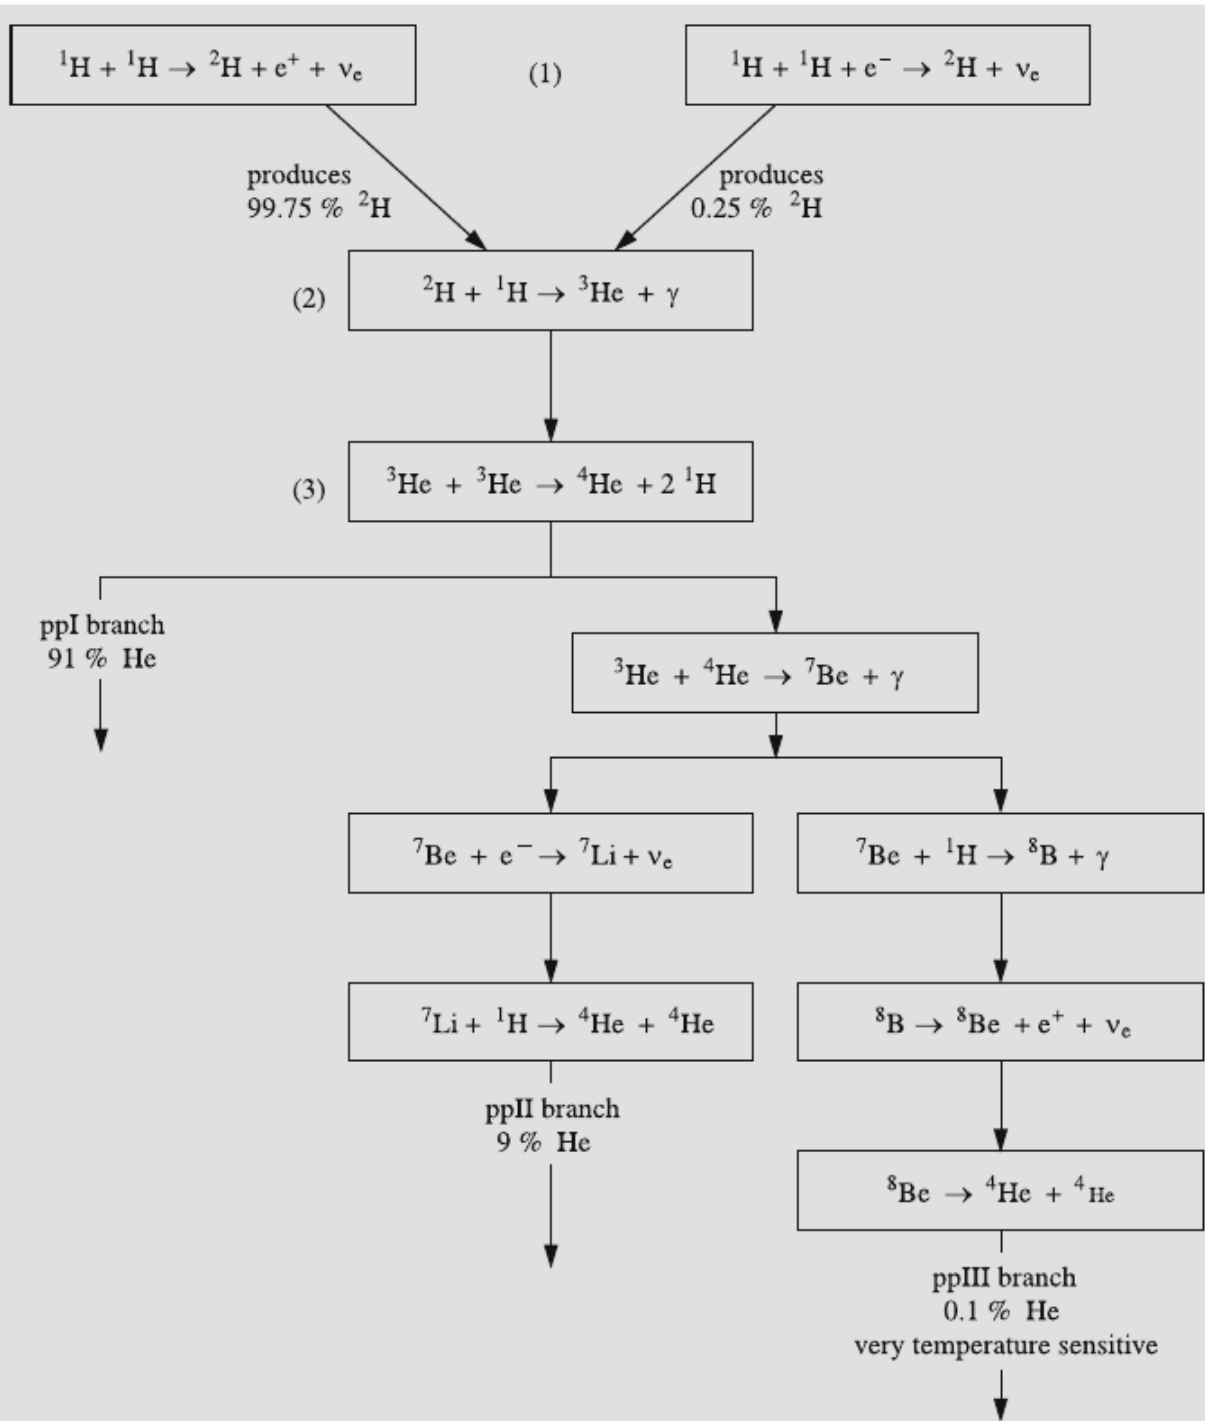 ¹H + ¹H → ²H + e⁺ + νₑ
(1)
¹H + ¹H + e⁻ → ²H + νₑ
produces
99.75 % ²H
produces
0.25 % ²H
(2)
²H + ¹H → ³He + γ
(3)
³He + ³He → ⁴He + 2 ¹H
ppI branch
91 % He
³He + ⁴He → ⁷Be + γ
⁷Be + e⁻ → ⁷Li + νₑ
⁷Be + ¹H → ⁸B + γ
⁷Li + ¹H → ⁴He + ⁴He
⁸B → ⁸Be + e⁺ + νₑ
ppII branch
9 % He
⁸Be → ⁴He + ⁴He
ppIII branch
0.1 % He
very temperature sensitive